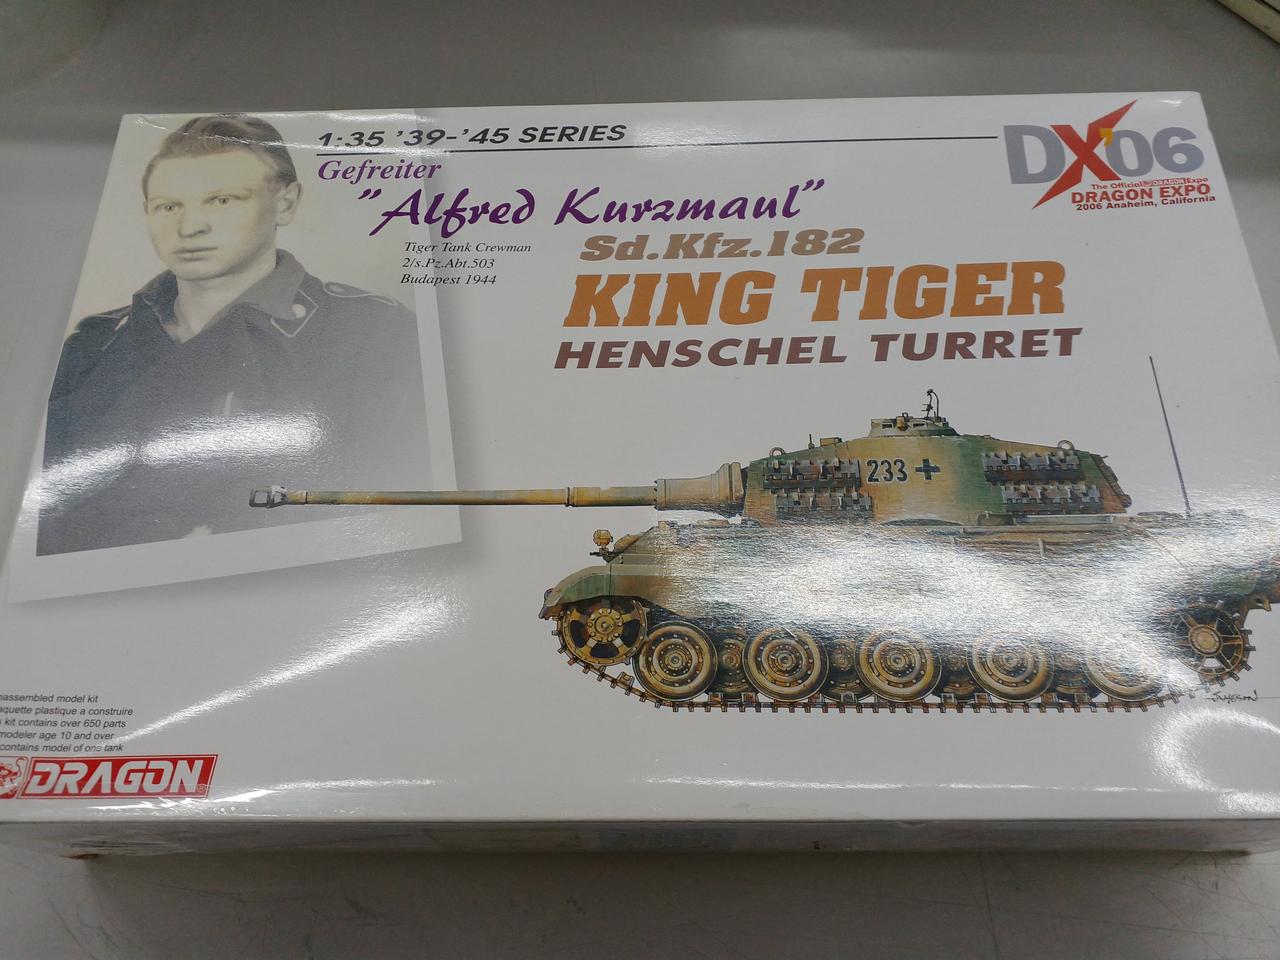 1:35 '39-'45 SERIES
Gefreiter
"Alfred Kurzmaul"
Tiger Tank Crewman
2/s.Pz.Abt.503
Budapest 1944
DX'06
The Official DRAGON Expo
DRAGON EXPO
2006 Anaheim, California
Sd.Kfz.182
KING TIGER
HENSCHEL TURRET
233
JAYESON
nassembled model kit
aquette plastique a construire
kit contains over 650 parts
modeler age 10 and over
contains model of one tank
DRAGON